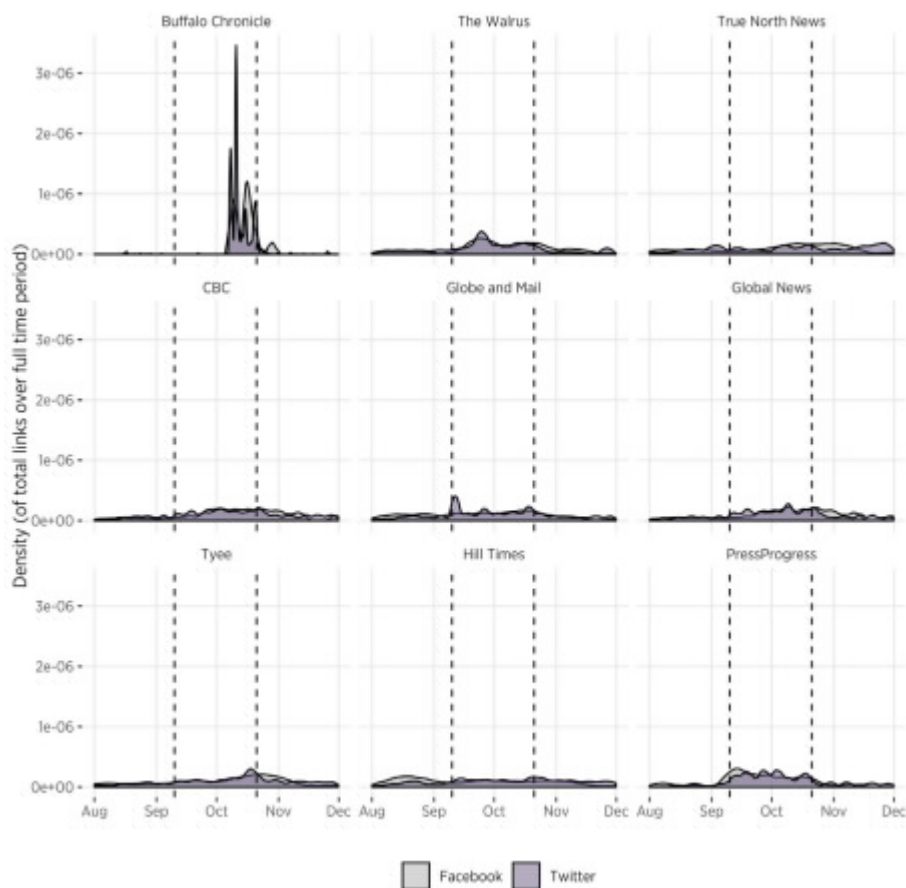 Buffalo Chronicle The Walrus True North News
3e-06
2e-06
1e-06
0e+00
CBC Globe and Mail Global News
3e-06
2e-06
1e-06
0e+00
Tyee Hill Times PressProgress
3e-06
2e-06
1e-06
0e+00
Aug Sep Oct Nov Dec Aug Sep Oct Nov Dec Aug Sep Oct Nov Dec
Density (of total links over full time period)
Facebook Twitter